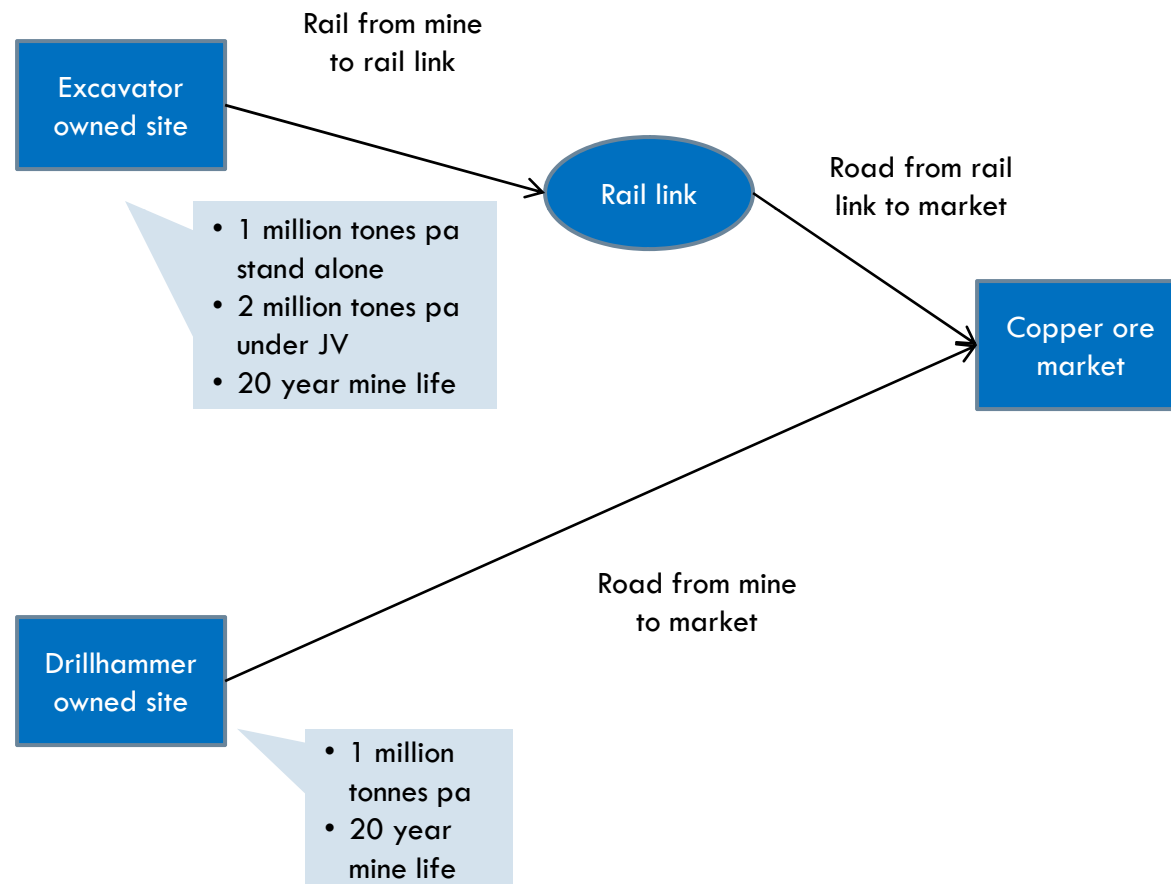 Rail from mine
to rail link
Excavator
owned site
Rail link
Road from rail
link to market
• 1 million tones pa
stand alone
• 2 million tones pa
under JV
• 20 year mine life
Copper ore
market
Road from mine
to market
Drillhammer
owned site
• 1 million
tonnes pa
• 20 year
mine life